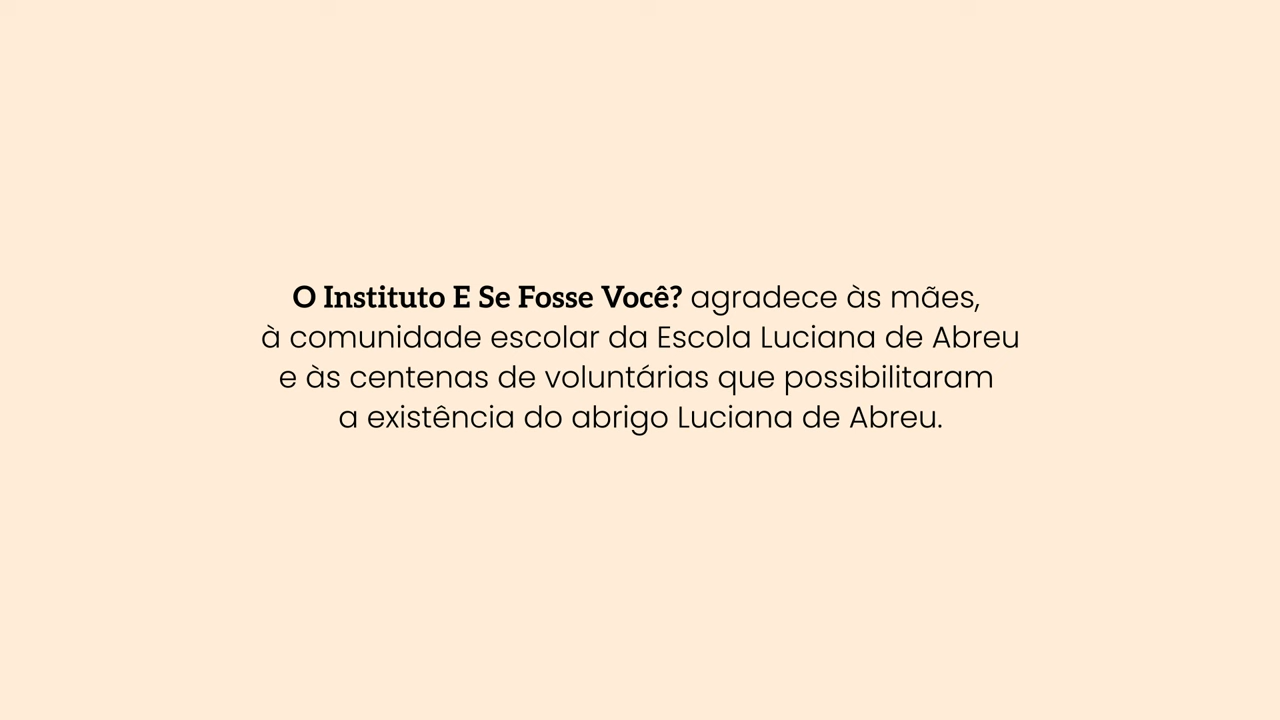 O Instituto E Se Fosse Você? agradece às mães,
à comunidade escolar da Escola Luciana de Abreu
e às centenas de voluntárias que possibilitaram
a existência do abrigo Luciana de Abreu.